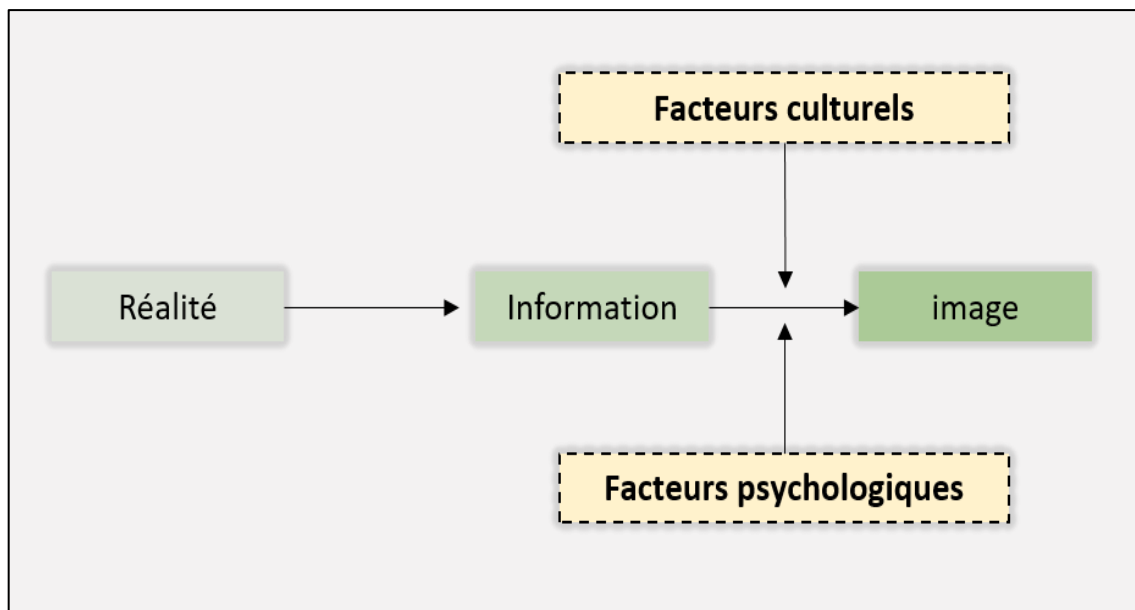 Facteurs culturels
Réalité
Information
image
Facteurs psychologiques